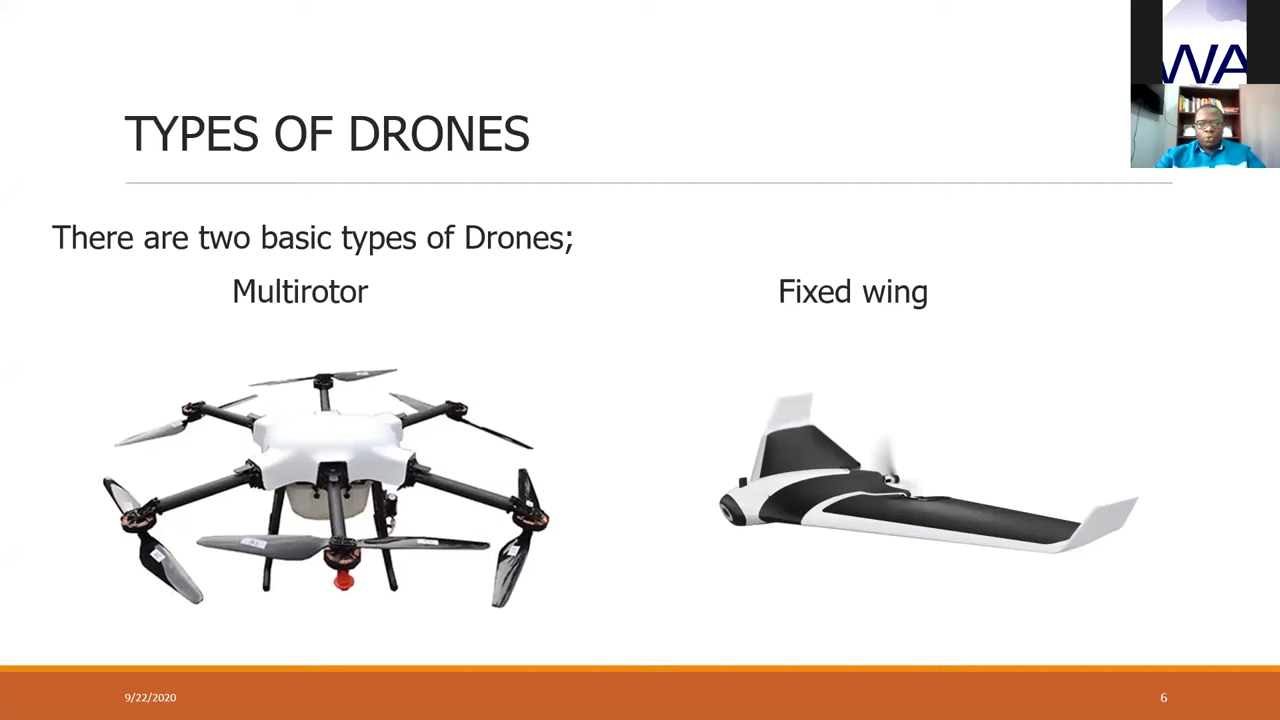 WA
TYPES OF DRONES
There are two basic types of Drones;
Multirotor
Fixed wing
9/22/2020
6